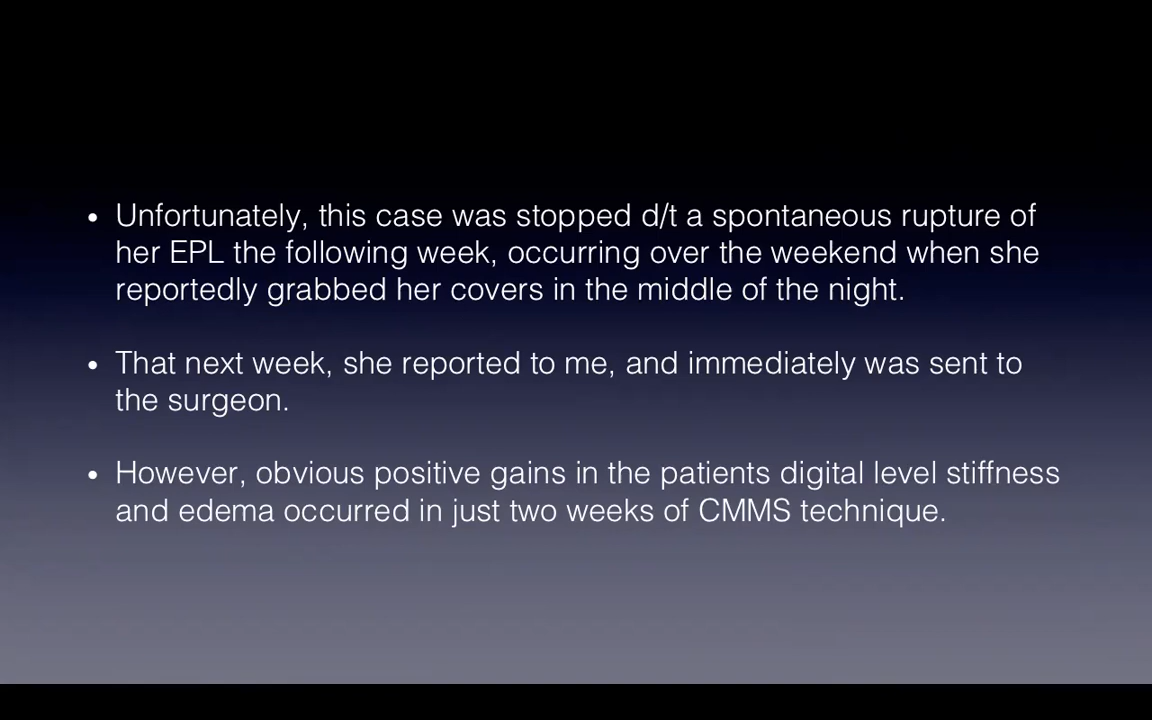 • Unfortunately, this case was stopped d/t a spontaneous rupture of
her EPL the following week, occurring over the weekend when she
reportedly grabbed her covers in the middle of the night.
• That next week, she reported to me, and immediately was sent to
the surgeon.
• However, obvious positive gains in the patients digital level stiffness
and edema occurred in just two weeks of CMMS technique.